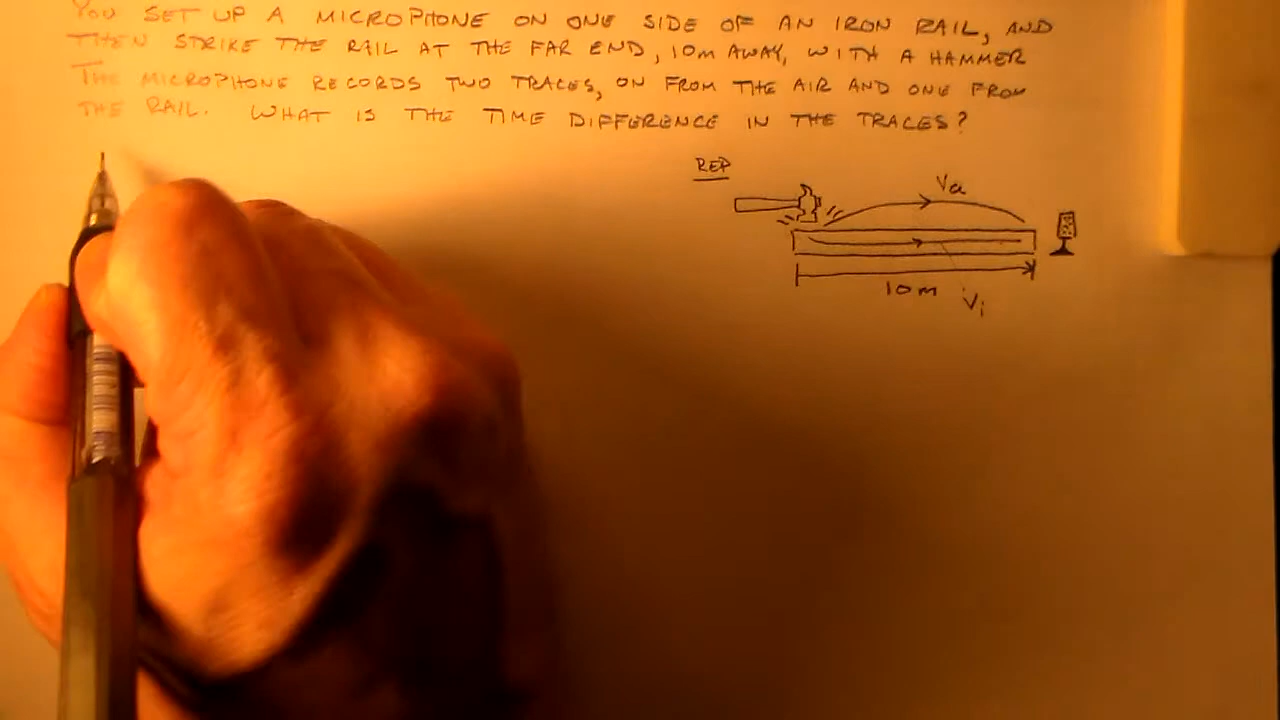 YOU SET UP A MICROPHONE ON ONE SIDE OF AN IRON RAIL, AND
THEN STRIKE THE RAIL AT THE FAR END, 10m AWAY, WITH A HAMMER
THE MICROPHONE RECORDS TWO TRACES, ON FROM THE AIR AND ONE FROM
THE RAIL. WHAT IS THE TIME DIFFERENCE IN THE TRACES?
REP
Va
10m
Vi